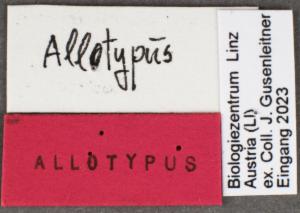 Allotypus
ALLOTYPUS
Biologiezentrum Linz
Austria (LI)
ex. Coll. J. Gusenleitner
Eingang 2023